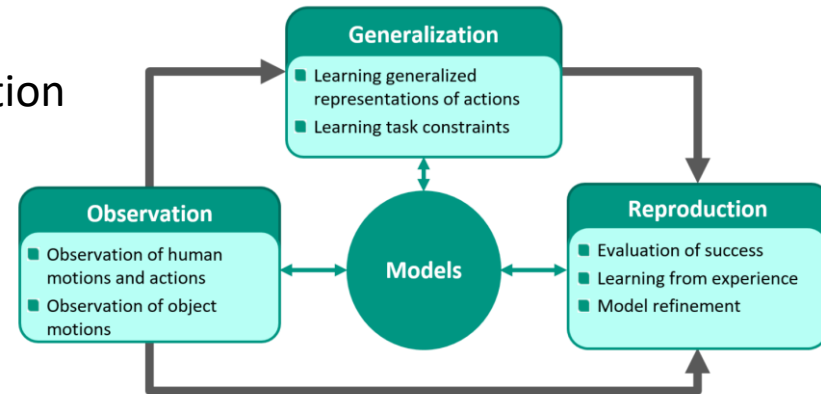 tion
Generalization
Learning generalized
representations of actions
Learning task constraints
Observation
Observation of human
motions and actions
Observation of object
motions
Models
Reproduction
Evaluation of success
Learning from experience
Model refinement